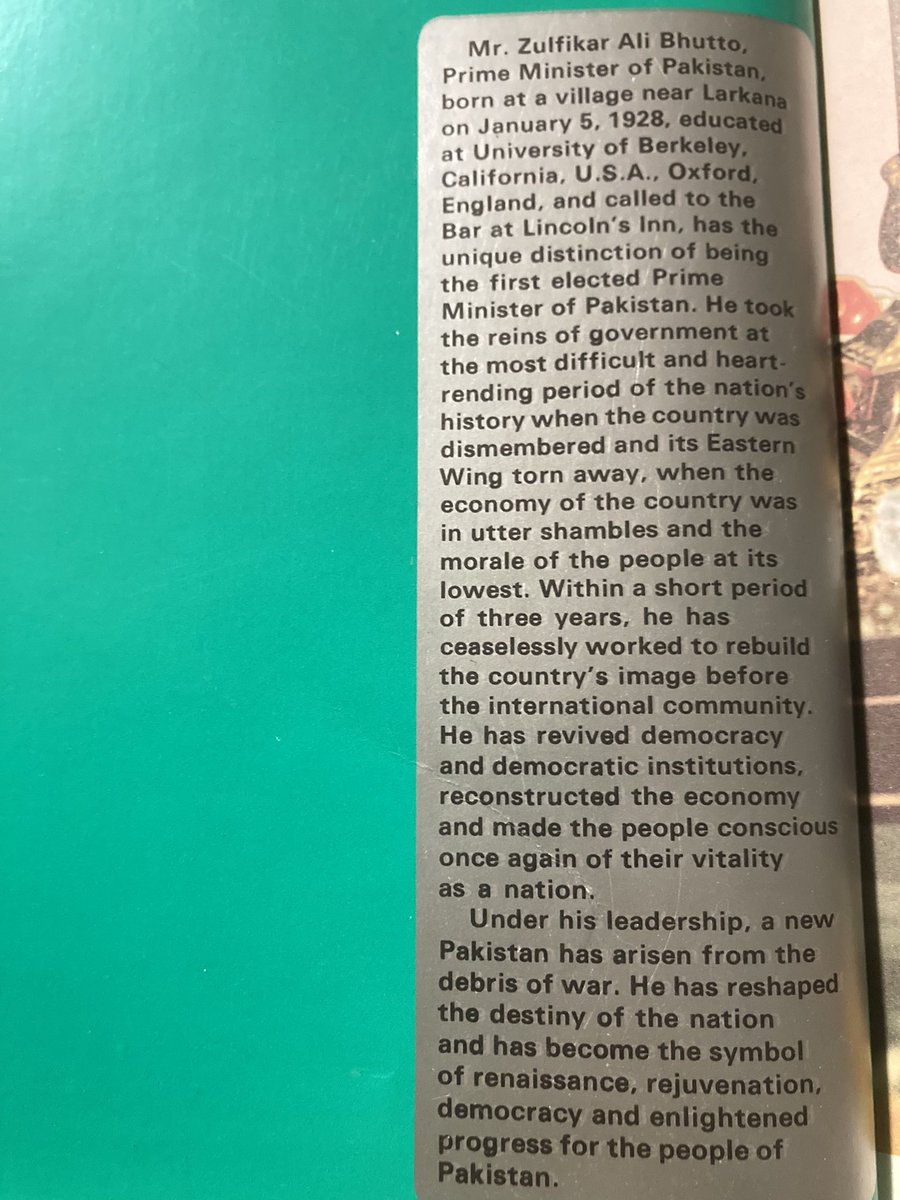 Mr. Zulfikar Ali Bhutto,
Prime Minister of Pakistan,
born at a village near Larkana
on January 5, 1928, educated
at University of Berkeley,
California, U.S.A., Oxford,
England, and called to the
Bar at Lincoln's Inn, has the
unique distinction of being
the first elected Prime
Minister of Pakistan. He took
the reins of government at
the most difficult and heart-
rending period of the nation's
history when the country was
dismembered and its Eastern
Wing torn away, when the
economy of the country was
in utter shambles and the
morale of the people at its
lowest. Within a short period
of three years, he has
ceaselessly worked to rebuild
the country's image before
the international community.
He has revived democracy
and democratic institutions,
reconstructed the economy
and made the people conscious
once again of their vitality
as a nation.
Under his leadership, a new
Pakistan has arisen from the
debris of war. He has reshaped
the destiny of the nation
and has become the symbol
of renaissance, rejuvenation,
democracy and enlightened
progress for the people of
Pakistan.